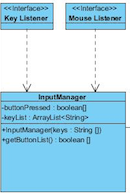 <<Interface>>
Key Listener
<<Interface>>
Mouse Listener
InputManager
-buttonPressed : boolean[]
-keyList : ArrayList<String>
+InputManager(keys : String [])
+getButtonList() : boolean []